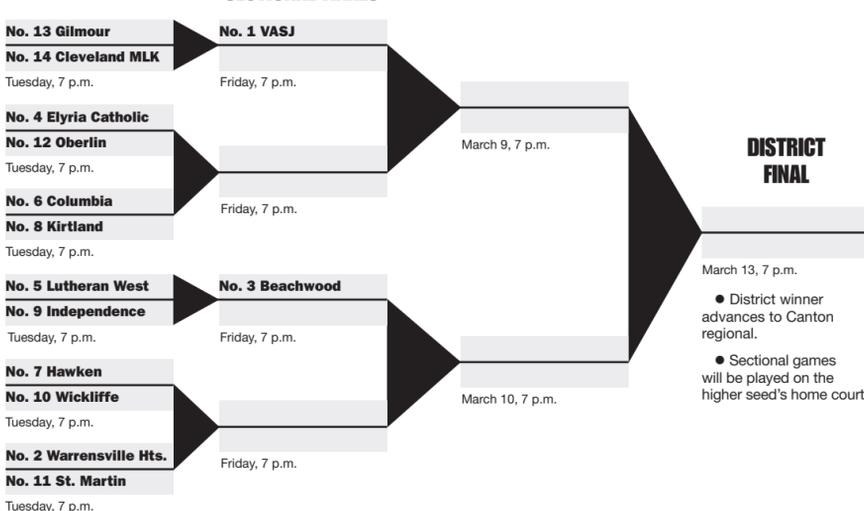 No. 13 Gilmour
No. 14 Cleveland MLK
Tuesday, 7 p.m.
No. 4 Elyria Catholic
No. 12 Oberlin
Tuesday, 7 p.m.
No. 6 Columbia
No. 8 Kirtland
Tuesday, 7 p.m.
No. 5 Lutheran West
No. 9 Independence
Tuesday, 7 p.m.
No. 7 Hawken
No. 10 Wickliffe
Tuesday, 7 p.m.
No. 2 Warrensville Hts.
No. 11 St. Martin
Tuesday, 7 p.m.
No. 1 VASJ
Friday, 7 p.m.
Friday, 7 p.m.
No. 3 Beachwood
Friday, 7 p.m.
Friday, 7 p.m.
March 9, 7 p.m.
March 10, 7 p.m.
DISTRICT
FINAL
March 13, 7 p.m.
● District winner
advances to Canton
regional.
● Sectional games
will be played on the
higher seed's home court